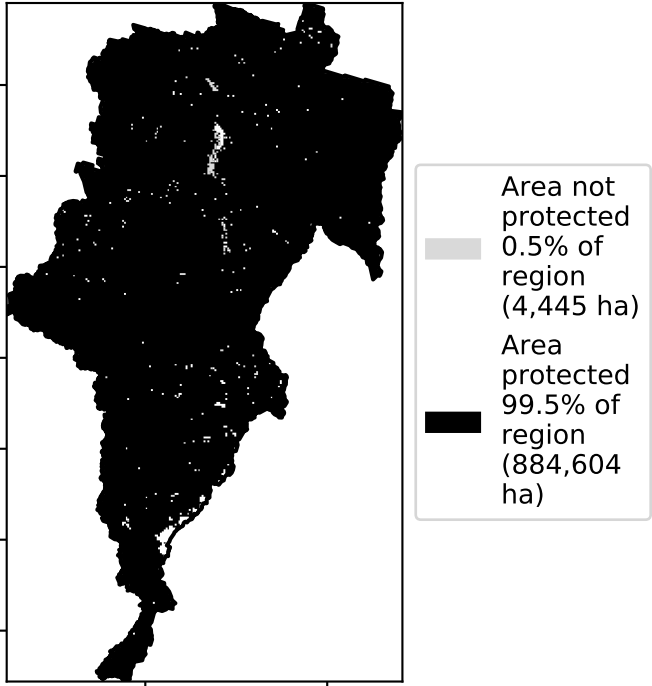 Area not
protected
0.5% of
region
(4,445 ha)
Area
protected
99.5% of
region
(884,604
ha)